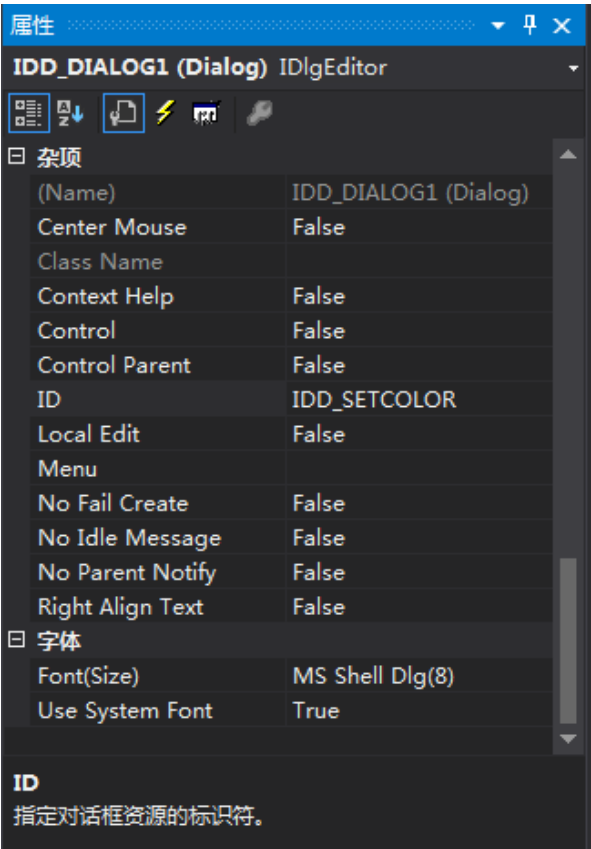 属性
IDD_DIALOG1 (Dialog) IDlgEditor
杂项
(Name) IDD_DIALOG1 (Dialog)
Center Mouse False
Class Name
Context Help False
Control False
Control Parent False
ID IDD_SETCOLOR
Local Edit False
Menu
No Fail Create False
No Idle Message False
No Parent Notify False
Right Align Text False
字体
Font(Size) MS Shell Dlg(8)
Use System Font True
ID
指定对话框资源的标识符。